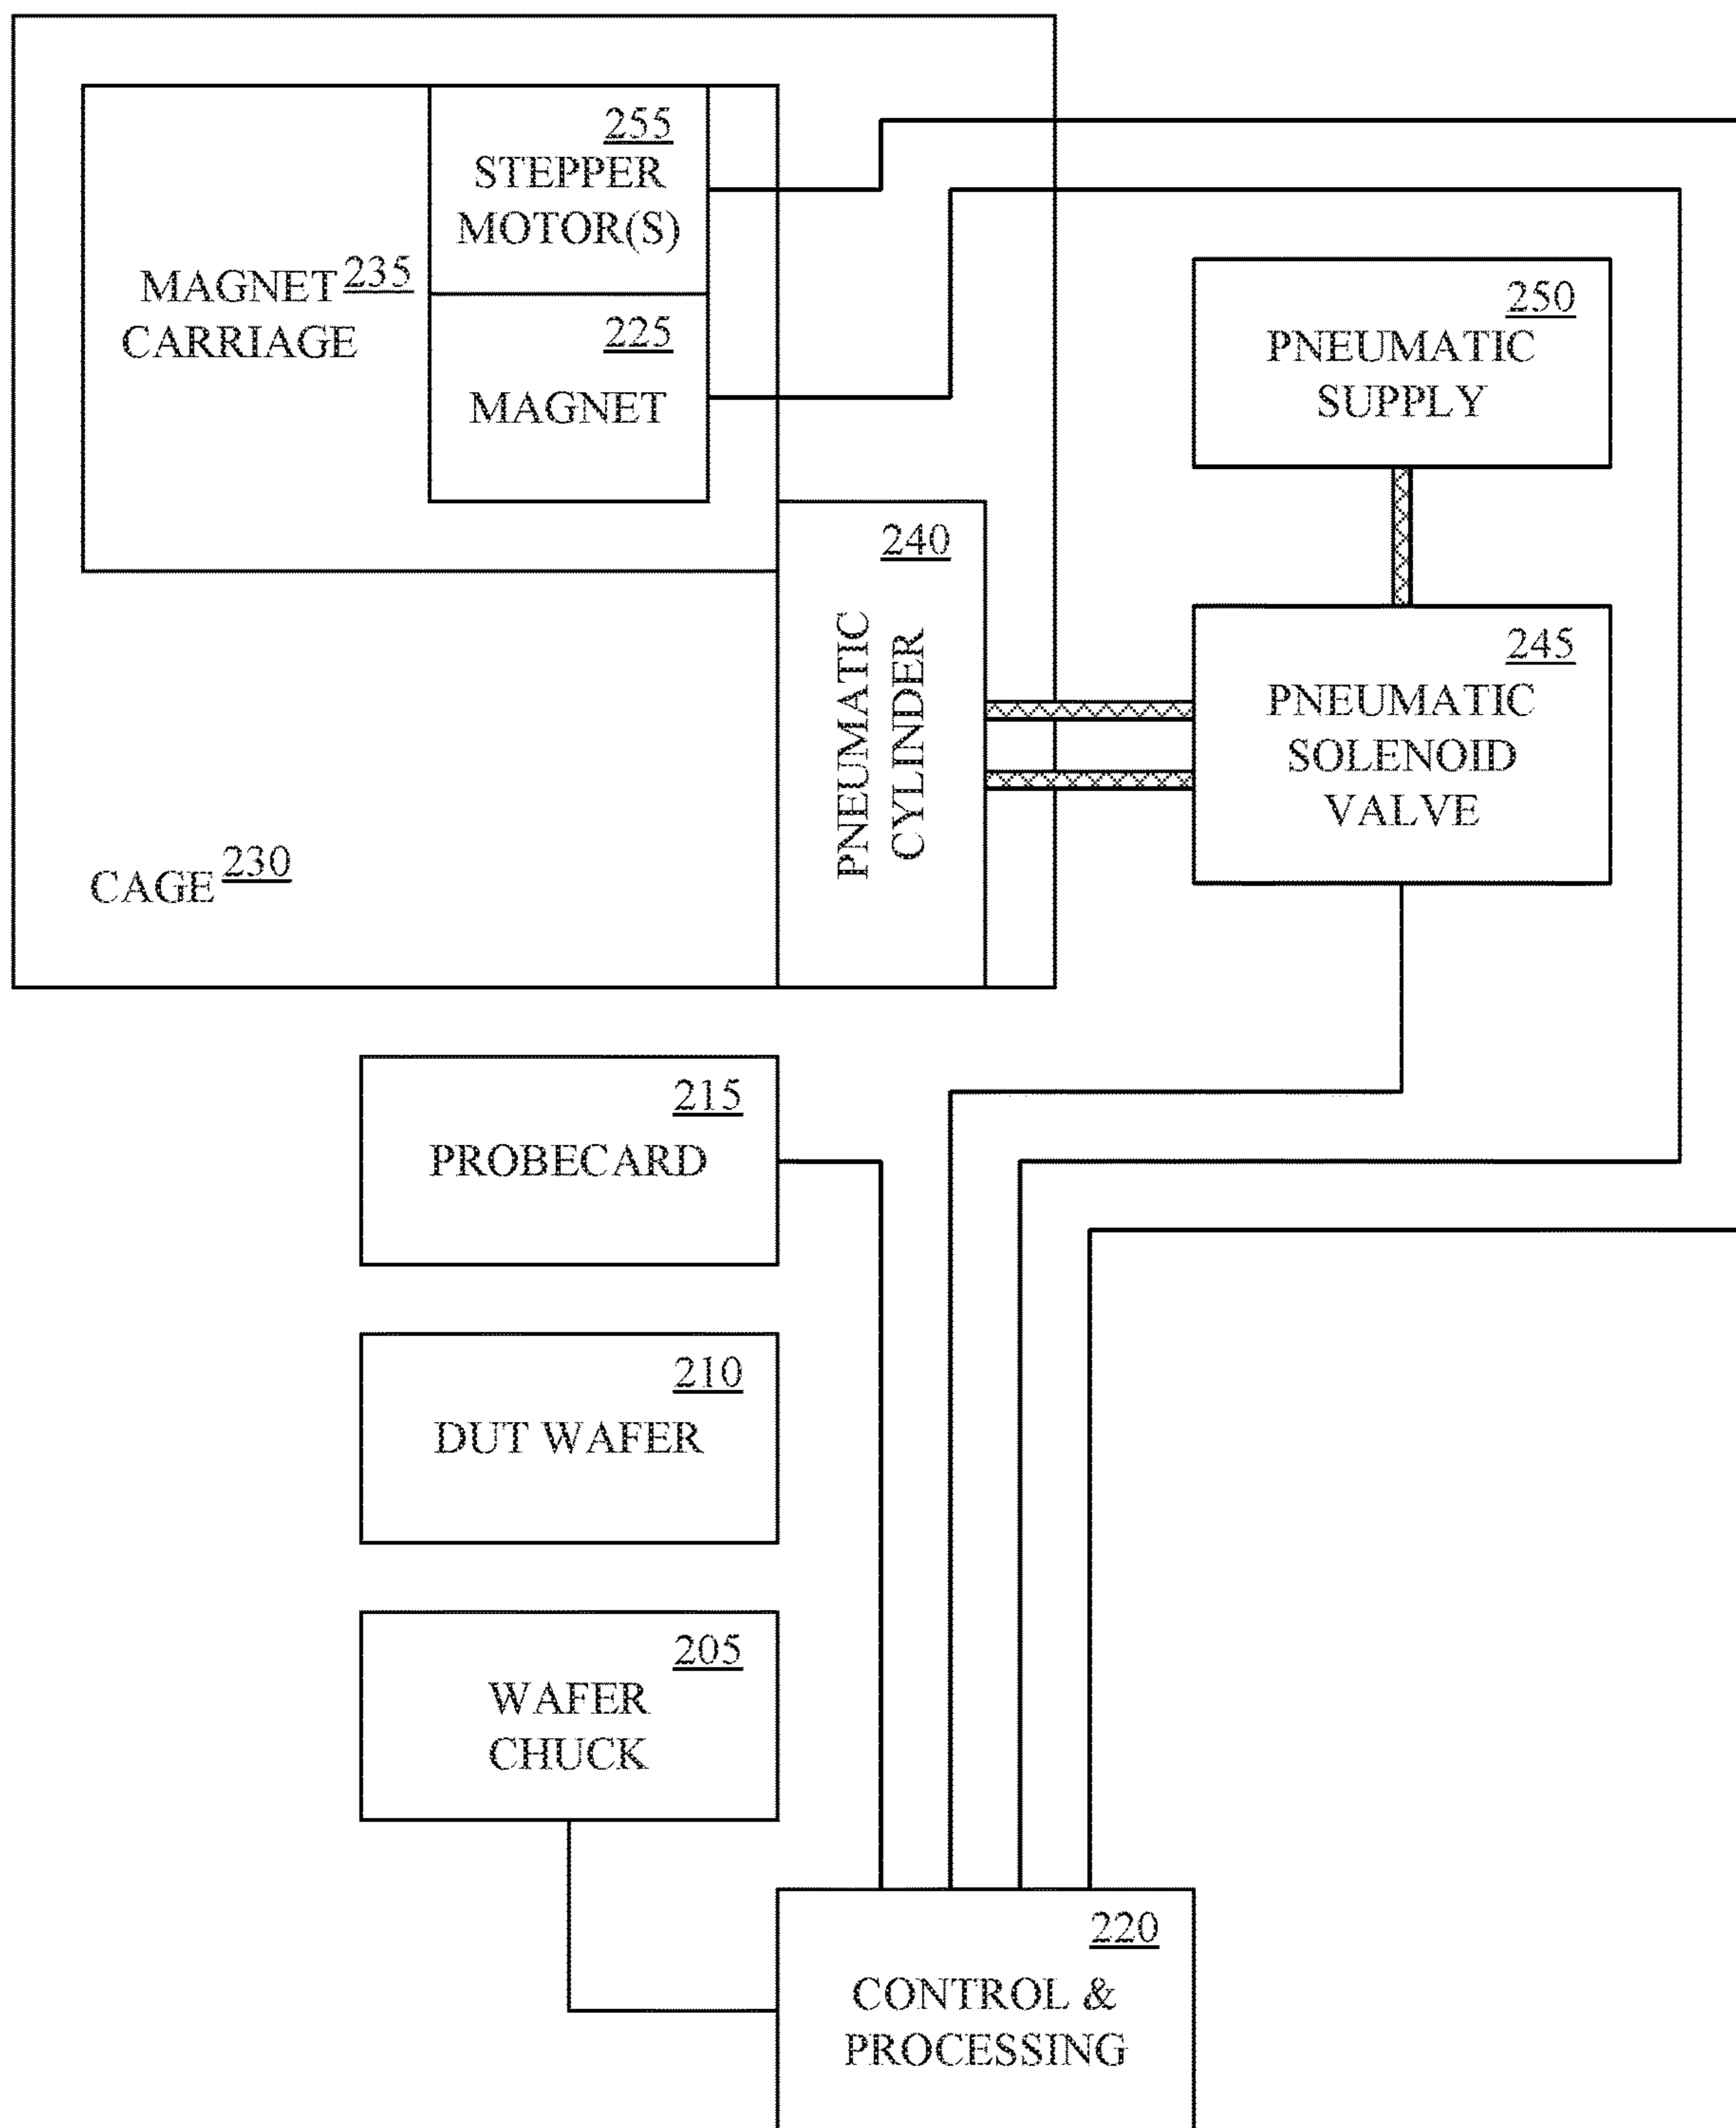 255
STEPPER
MOTOR(S)
MAGNET 235
CARRIAGE
225
MAGNET
250
PNEUMATIC
SUPPLY
240
PNEUMATIC
CYLINDER
245
PNEUMATIC
SOLENOID
VALVE
CAGE 230
215
PROBECARD
210
DUT WAFER
205
WAFER
CHUCK
220
CONTROL &
PROCESSING